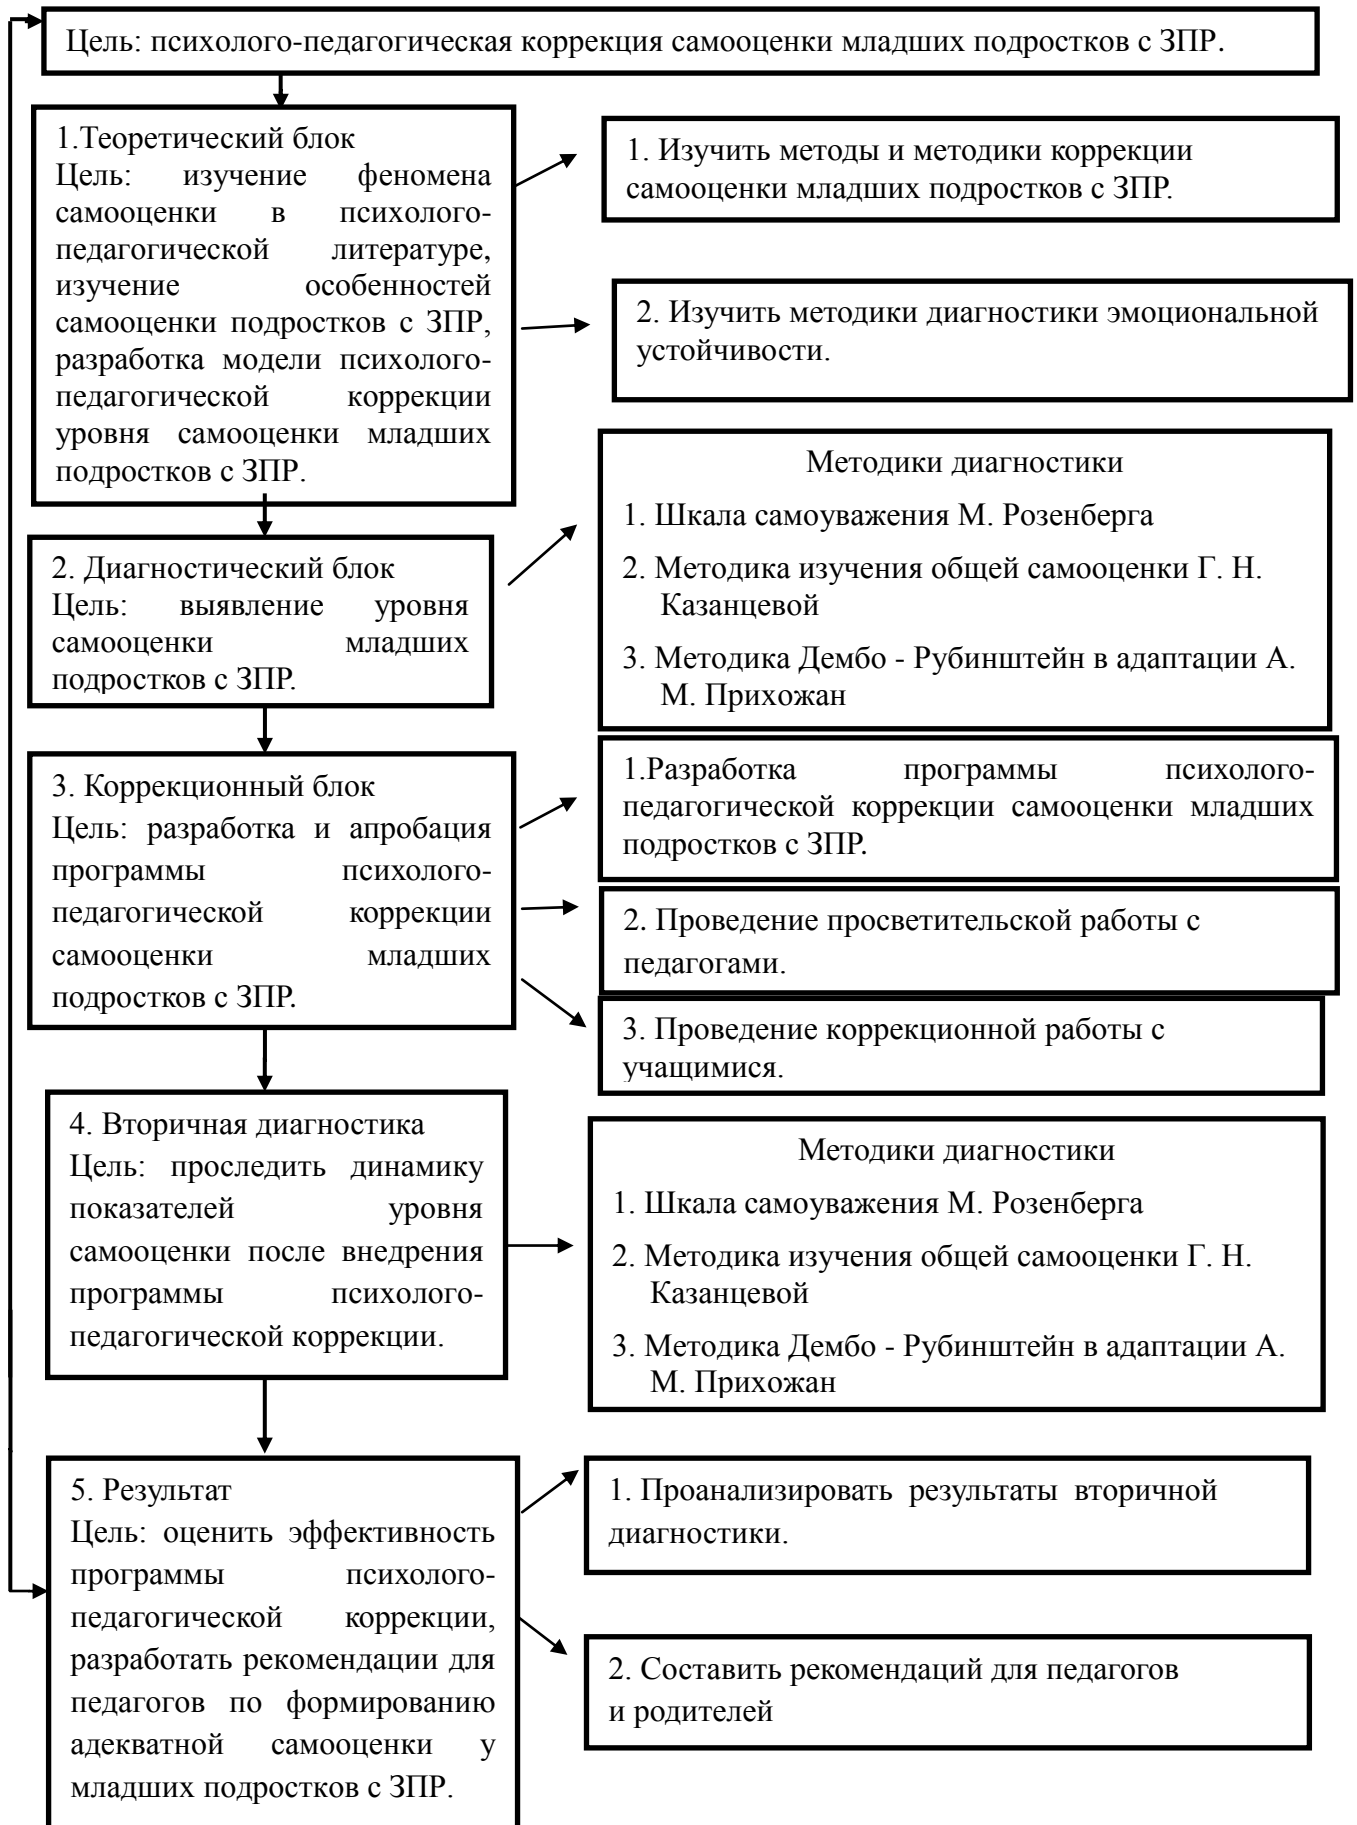 Цель: психолого-педагогическая коррекция самооценки младших подростков с ЗПР.
1.Теоретический блок
Цель: изучение феномена
самооценки в психолого-
педагогической литературе,
изучение особенностей
самооценки подростков с ЗПР,
разработка модели психолого-
педагогической коррекции
уровня самооценки младших
подростков с ЗПР.
1. Изучить методы и методики коррекции
самооценки младших подростков с ЗПР.
2. Изучить методики диагностики эмоциональной
устойчивости.
2. Диагностический блок
Цель: выявление уровня
самооценки младших
подростков с ЗПР.
Методики диагностики
1. Шкала самоуважения М. Розенберга
2. Методика изучения общей самооценки Г. Н.
Казанцевой
3. Методика Дембо - Рубинштейн в адаптации А.
М. Прихожан
3. Коррекционный блок
Цель: разработка и апробация
программы психолого-
педагогической коррекции
самооценки младших
подростков с ЗПР.
1.Разработка программы психолого-
педагогической коррекции самооценки младших
подростков с ЗПР.
2. Проведение просветительской работы с
педагогами.
3. Проведение коррекционной работы с
учащимися.
4. Вторичная диагностика
Цель: проследить динамику
показателей уровня
самооценки после внедрения
программы психолого-
педагогической коррекции.
Методики диагностики
1. Шкала самоуважения М. Розенберга
2. Методика изучения общей самооценки Г. Н.
Казанцевой
3. Методика Дембо - Рубинштейн в адаптации А.
М. Прихожан
5. Результат
Цель: оценить эффективность
программы психолого-
педагогической коррекции,
разработать рекомендации для
педагогов по формированию
адекватной самооценки у
младших подростков с ЗПР.
1. Проанализировать результаты вторичной
диагностики.
2. Составить рекомендаций для педагогов
и родителей